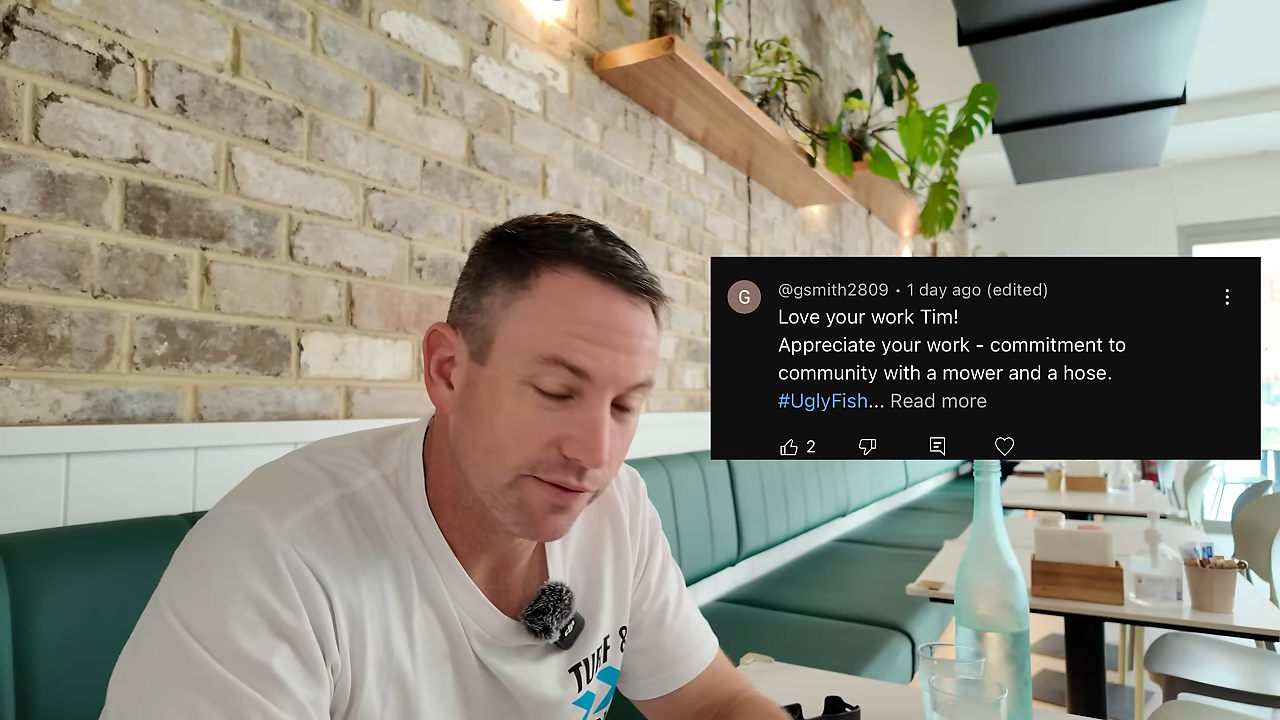 G
@gsmith2809 • 1 day ago (edited)
Love your work Tim!
Appreciate your work - commitment to
community with a mower and a hose.
#UglyFish... Read more
2
TURF &